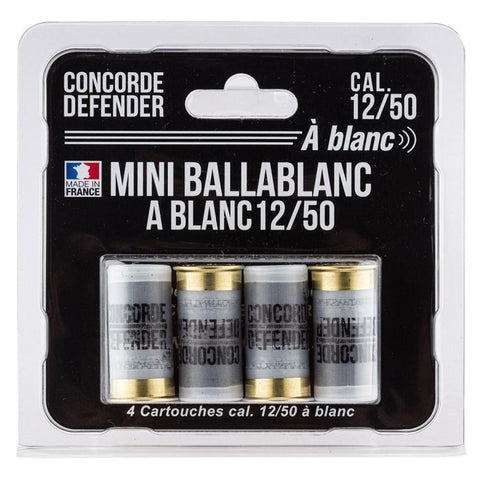 CONCORDE
DEFENDER
CAL.
12/50
À blanc
MADE IN
FRANCE
MINI BALLABLANC
A BLANC 12/50
CONCORDE
DEFENDER
CONCORDE
DEFENDER
CONCORDE
DEFENDER
CONCORDE
4 Cartouches cal. 12/50 à blanc